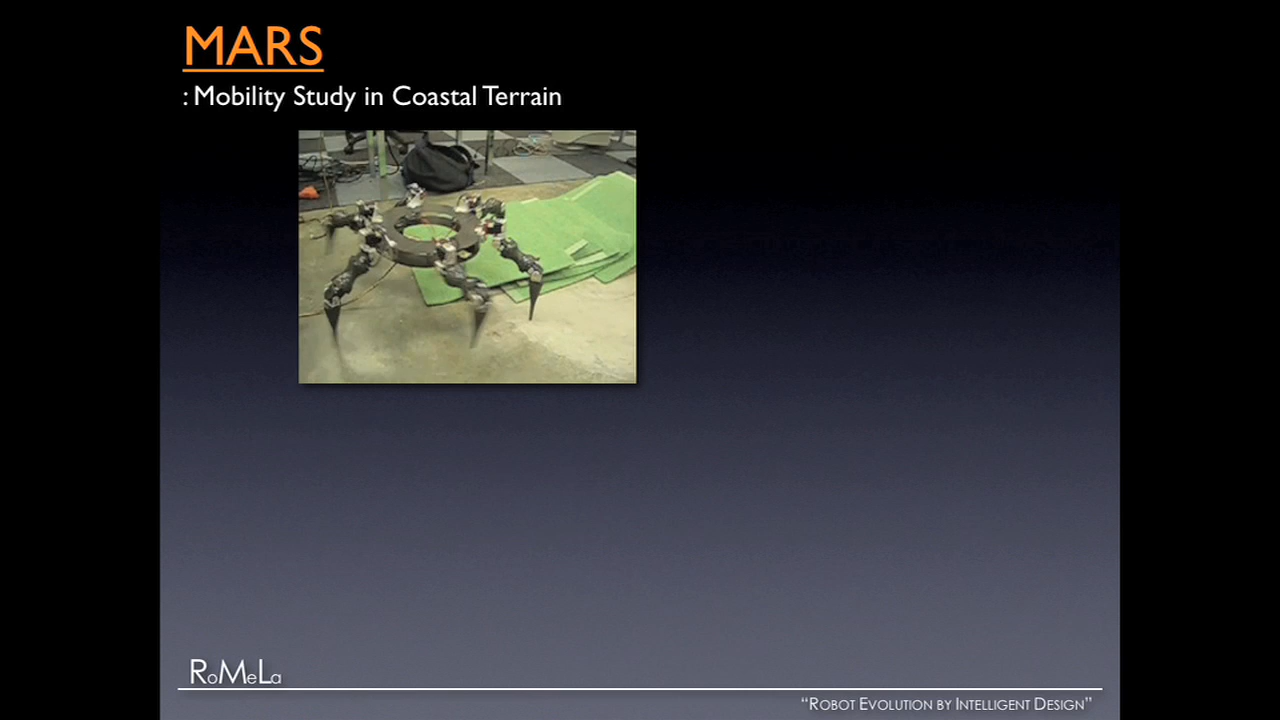 MARS
: Mobility Study in Coastal Terrain
RoMeLa
“ROBOT EVOLUTION BY INTELLIGENT DESIGN”